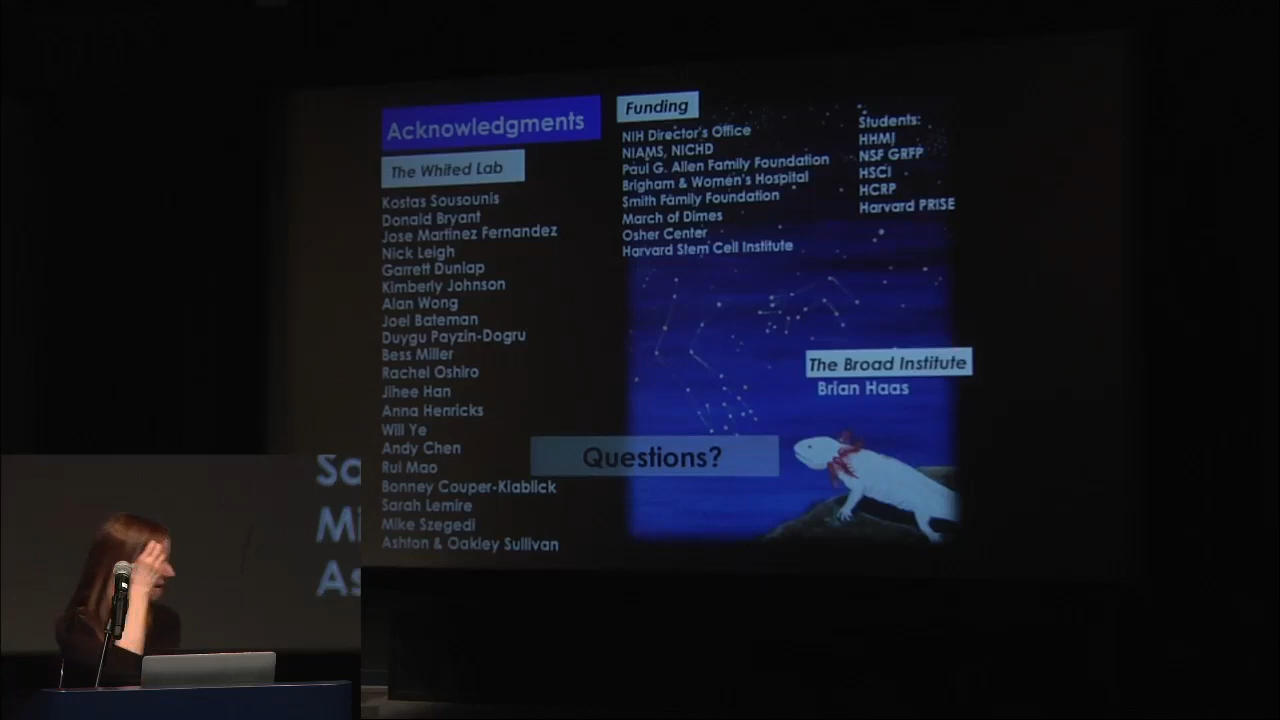 Acknowledgments
The Whited Lab
Kostas Sousounis
Donald Bryant
Jose Martinez Fernandez
Nick Leigh
Garrett Dunlap
Kimberly Johnson
Alan Wong
Joel Bateman
Duygu Payzin-Dogru
Bess Miller
Rachel Oshiro
Jihee Han
Anna Henricks
Will Ye
Andy Chen
Rui Mao
Bonney Couper-Kiablick
Sarah Lemire
Mike Szegedi
Ashton & Oakley Sullivan
Funding
NIH Director's Office
NIAMS, NICHD
Paul G. Allen Family Foundation
Brigham & Women's Hospital
Smith Family Foundation
March of Dimes
Osher Center
Harvard Stem Cell Institute
Students:
HHMI
NSF GRFP
HSCI
HCRP
Harvard PRISE
The Broad Institute
Brian Haas
Questions?
Sa
Mi
As